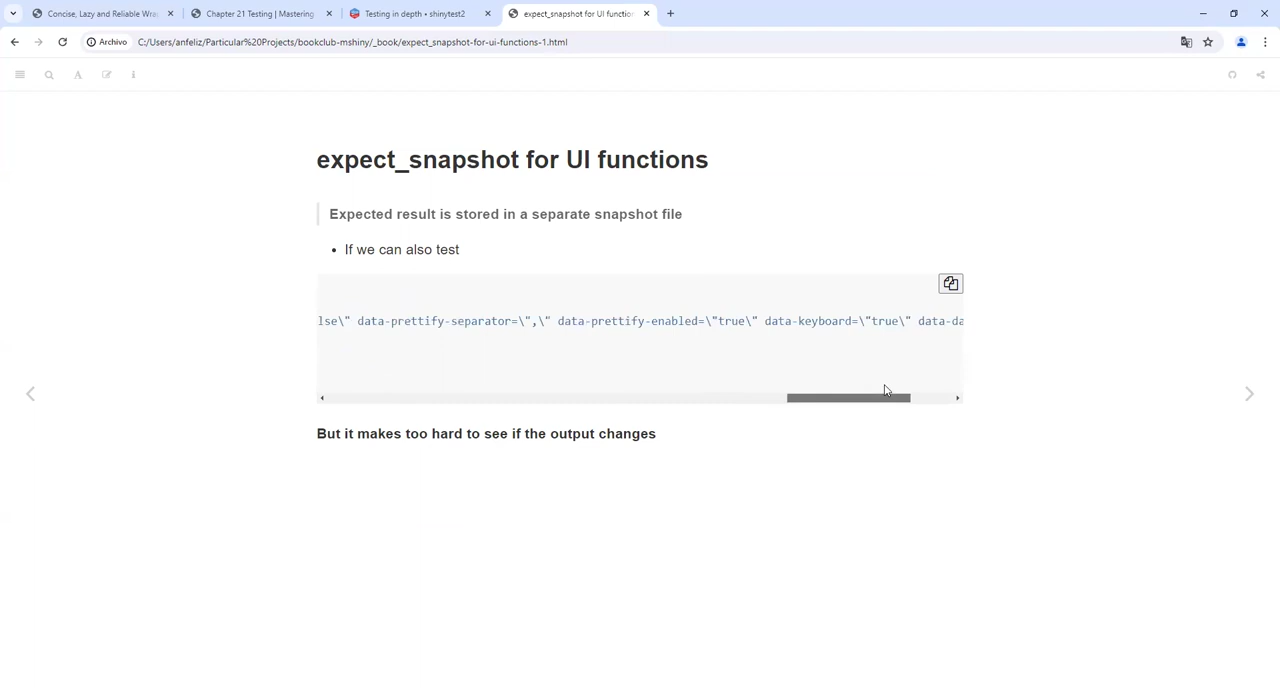 Concise, Lazy and Reliable Wra
Chapter 21 Testing | Mastering
Testing in depth • shinytest2
expect_snapshot for UI function
Archivo
C:/Users/anfeliz/Particular%20Projects/bookclub-mshiny/_book/expect_snapshot-for-ui-functions-1.html
expect_snapshot for UI functions
Expected result is stored in a separate snapshot file
• If we can also test
lse\" data-prettify-separator=\",\" data-prettify-enabled=\"true\" data-keyboard=\"true\" data-da
But it makes too hard to see if the output changes